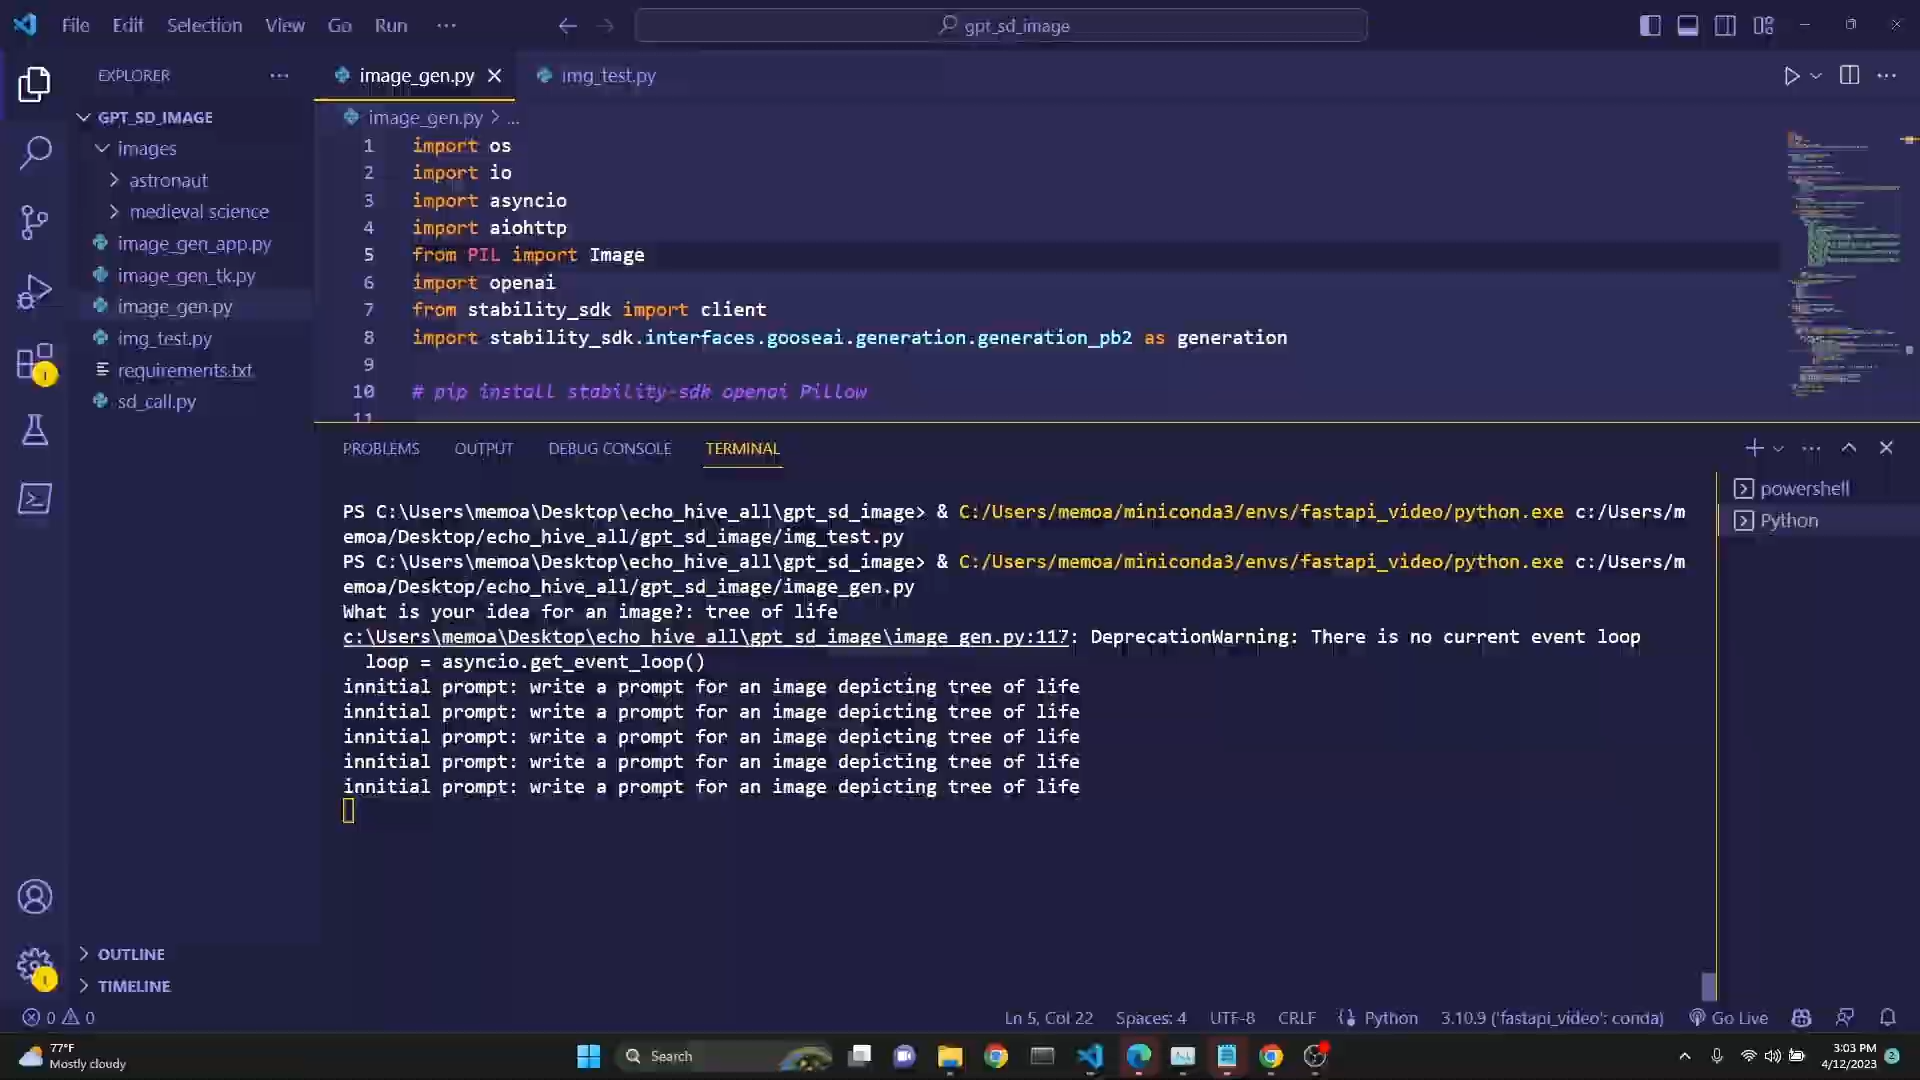 File Edit Selection View Go Run ...
gpt_sd_image
EXPLORER
GPT_SD_IMAGE
images
astronaut
medieval science
image_gen_app.py
image_gen_tk.py
image_gen.py
img_test.py
requirements.txt
sd_call.py
OUTLINE
TIMELINE
image_gen.py
img_test.py
image_gen.py > ...
1 import os
2 import io
3 import asyncio
4 import aiohttp
5 from PIL import Image
6 import openai
7 from stability_sdk import client
8 import stability_sdk.interfaces.gooseai.generation.generation_pb2 as generation
9
10 # pip install stability-sdk openai Pillow
11
PROBLEMS OUTPUT DEBUG CONSOLE TERMINAL
PS C:\Users\memoa\Desktop\echo_hive_all\gpt_sd_image> & C:/Users/memoa/miniconda3/envs/fastapi_video/python.exe c:/Users/m
emoa/Desktop/echo_hive_all/gpt_sd_image/img_test.py
PS C:\Users\memoa\Desktop\echo_hive_all\gpt_sd_image> & C:/Users/memoa/miniconda3/envs/fastapi_video/python.exe c:/Users/m
emoa/Desktop/echo_hive_all/gpt_sd_image/image_gen.py
What is your idea for an image?: tree of life
c:\Users\memoa\Desktop\echo_hive_all\gpt_sd_image\image_gen.py:117: DeprecationWarning: There is no current event loop
loop = asyncio.get_event_loop()
innitial prompt: write a prompt for an image depicting tree of life
innitial prompt: write a prompt for an image depicting tree of life
innitial prompt: write a prompt for an image depicting tree of life
innitial prompt: write a prompt for an image depicting tree of life
innitial prompt: write a prompt for an image depicting tree of life
powershell
Python
0 0
Ln 5, Col 22 Spaces: 4 UTF-8 CRLF Python 3.10.9 ('fastapi_video': conda) Go Live
77°F
Mostly cloudy
Search
3:03 PM
4/12/2023
2